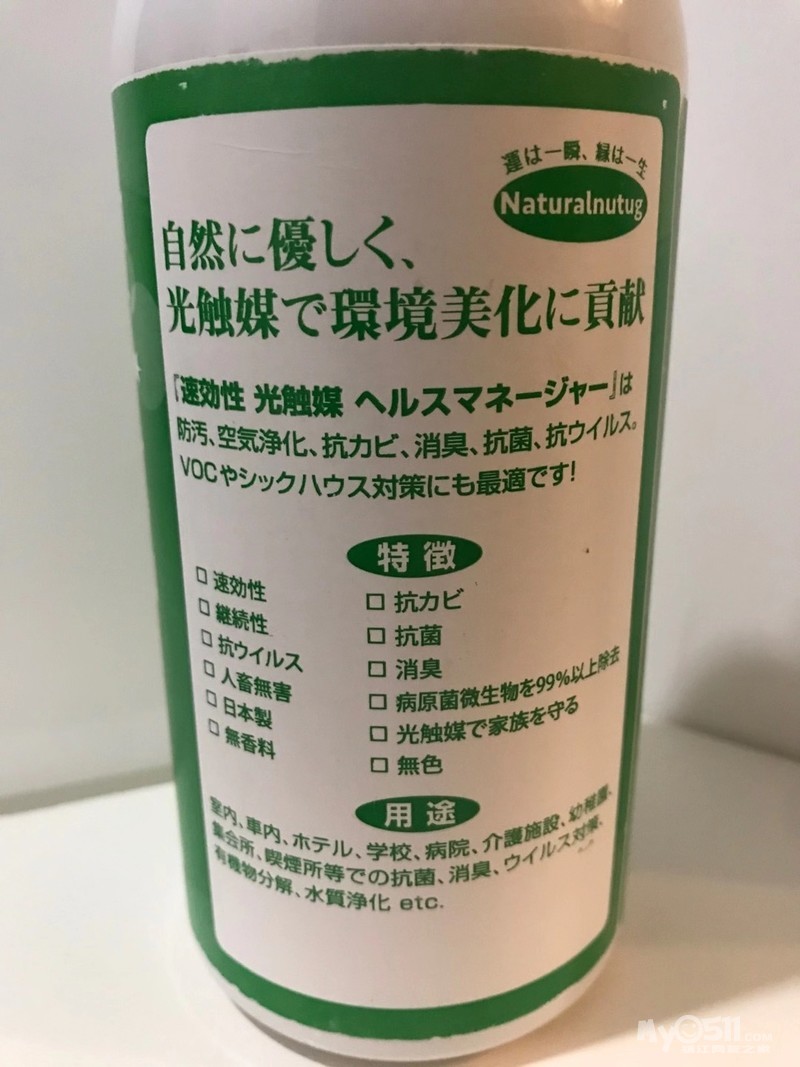 運は一瞬、縁は一生
Naturalnutug
自然に優しく、
光触媒で環境美化に貢献
『速効性 光触媒 ヘルスマネージャー』は
防汚、空気浄化、抗カビ、消臭、抗菌、抗ウイルス。
VOCやシックハウス対策にも最適です!
特徴
□ 速効性
□ 継続性
□ 抗ウイルス
□ 人畜無害
□ 日本製
□ 無香料
□ 抗カビ
□ 抗菌
□ 消臭
□ 病原菌微生物を99%以上除去
□ 光触媒で家族を守る
□ 無色
用途
室内、車内、ホテル、学校、病院、介護施設、幼稚園、
集会所、喫煙所等での抗菌、消臭、ウイルス対策、
有機物分解、水質浄化 etc.
My0511.COM